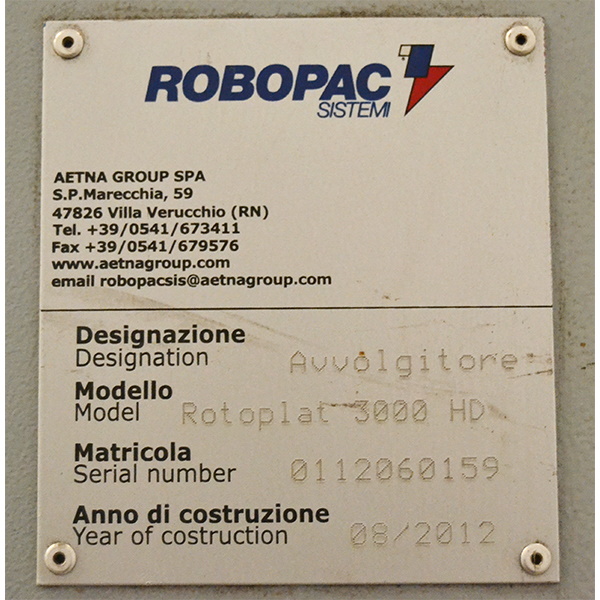 ROBOPAC
SISTEMI
AETNA GROUP SPA
S.P.Marecchia, 59
47826 Villa Verucchio (RN)
Tel. +39/0541/673411
Fax +39/0541/679576
www.aetnagroup.com
email robopacsis@aetnagroup.com
Designazione
Designation Avvolgitore
Modello
Model Rotoplat 3000 HD
Matricola
Serial number 0112060159
Anno di costruzione
Year of costruction 08/2012